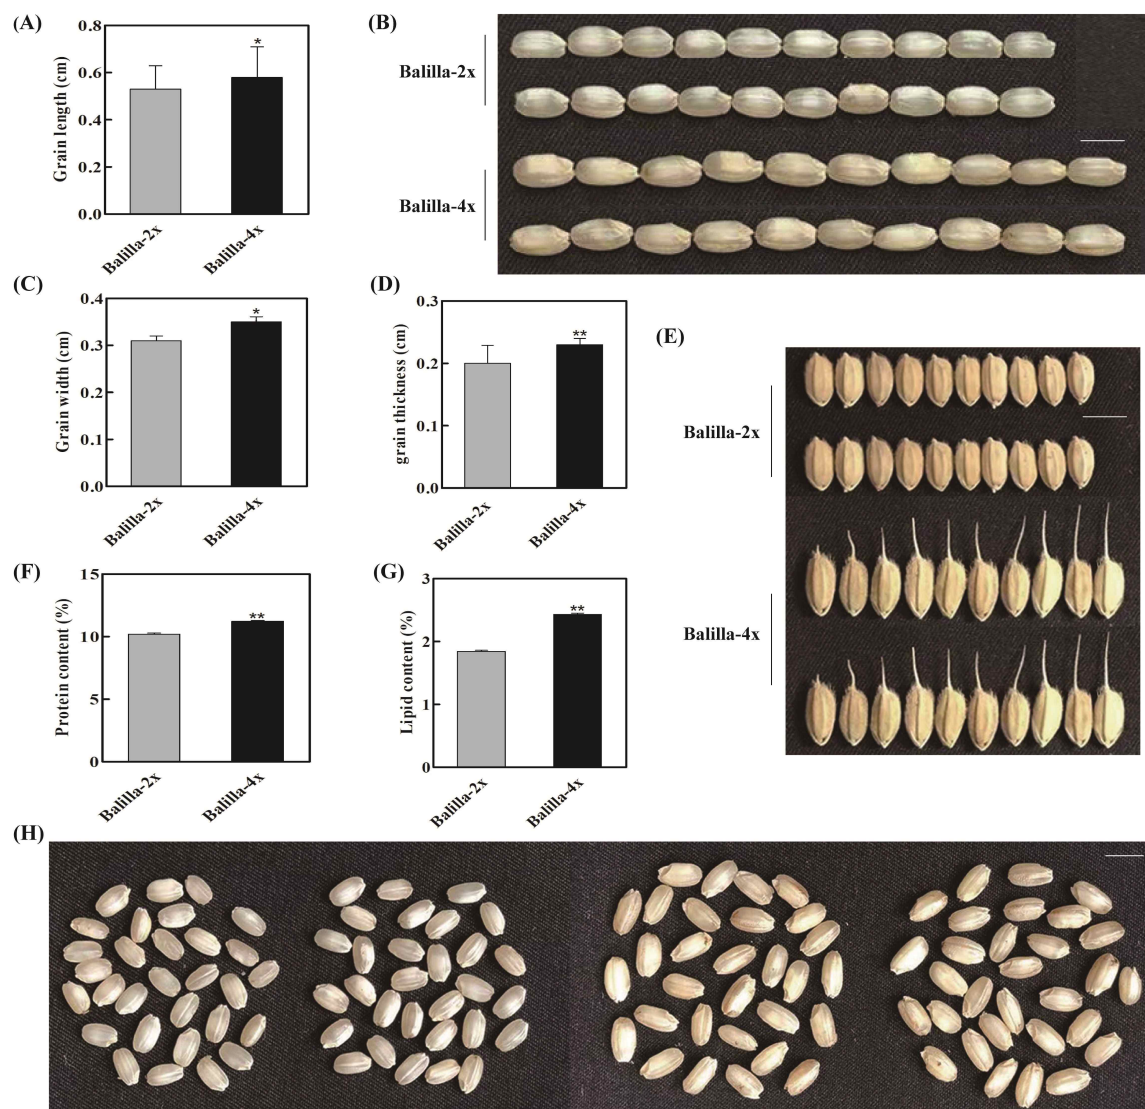 (A)
0.8
0.6
0.4
0.2
0.0
Grain length (cm)
*
Balilla-2x
Balilla-4x
(B)
Balilla-2x
Balilla-4x
(C)
0.4
0.3
0.2
0.1
0.0
Grain width (cm)
*
Balilla-2x
Balilla-4x
(D)
0.3
0.2
0.1
0.0
grain thickness (cm)
**
Balilla-2x
Balilla-4x
(E)
Balilla-2x
Balilla-4x
(F)
15
10
5
0
Protein content (%)
**
Balilla-2x
Balilla-4x
(G)
3
2
1
0
Lipid content (%)
**
Balilla-2x
Balilla-4x
(H)